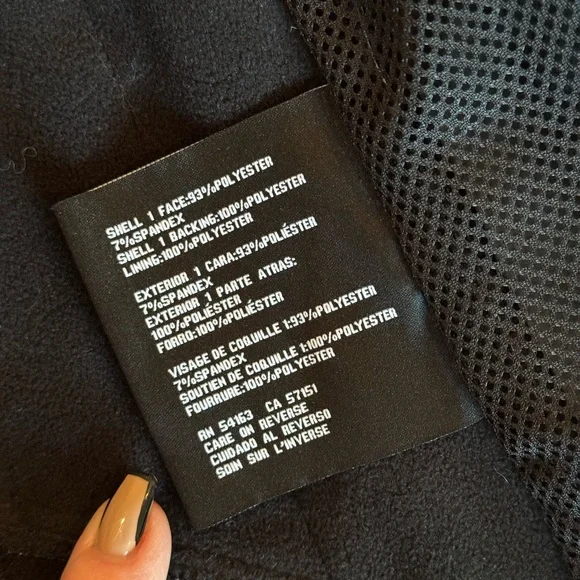 SHELL 1 FACE:93%POLYESTER
7%SPANDEX
SHELL 1 BACKING:100%POLYESTER
LINING:100%POLYESTER
EXTERIOR 1 CARA:93%POLIÉSTER
7%SPANDEX
EXTERIOR 1 PARTE ATRAS:
100%POLIÉSTER
FORRO:100%POLIÉSTER
VISAGE DE COQUILLE 1:93%POLYESTER
7%SPANDEX
SOUTIEN DE COQUILLE 1:100%POLYESTER
FOURRURE:100%POLYESTER
RN 54163 CA 57151
CARE ON REVERSE
CUIDADO AL REVERSO
SOIN SUR L'INVERSE